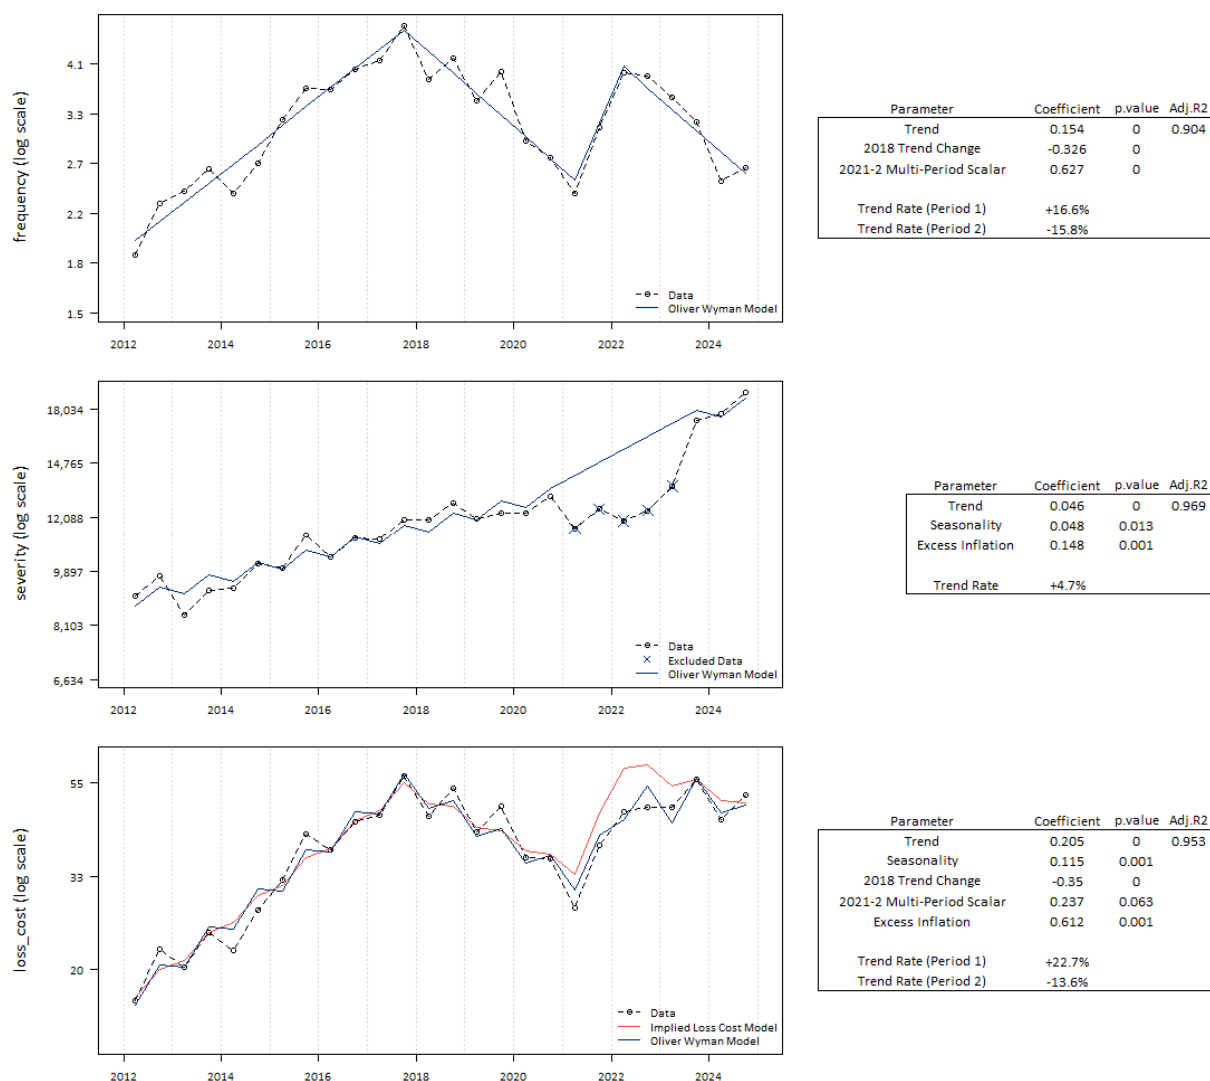 frequency (log scale)
4.1
3.3
2.7
2.2
1.8
1.5
Data
Oliver Wyman Model
2012 2014 2016 2018 2020 2022 2024
Parameter Coefficient p.value Adj.R2
Trend 0.154 0 0.904
2018 Trend Change -0.326 0
2021-2 Multi-Period Scalar 0.627 0
Trend Rate (Period 1) +16.6%
Trend Rate (Period 2) -15.8%
severity (log scale)
18,034
14,765
12,088
9,897
8,103
6,634
Data
Excluded Data
Oliver Wyman Model
2012 2014 2016 2018 2020 2022 2024
Parameter Coefficient p.value Adj.R2
Trend 0.046 0 0.969
Seasonality 0.048 0.013
Excess Inflation 0.148 0.001
Trend Rate +4.7%
loss_cost (log scale)
55
33
20
Data
Implied Loss Cost Model
Oliver Wyman Model
2012 2014 2016 2018 2020 2022 2024
Parameter Coefficient p.value Adj.R2
Trend 0.205 0 0.953
Seasonality 0.115 0.001
2018 Trend Change -0.35 0
2021-2 Multi-Period Scalar 0.237 0.063
Excess Inflation 0.612 0.001
Trend Rate (Period 1) +22.7%
Trend Rate (Period 2) -13.6%